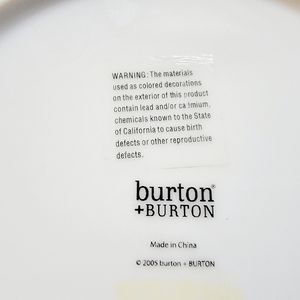 WARNING: The materials
used as colored decorations
on the exterior of this product
contain lead and/or cadmium,
chemicals known to the State
of California to cause birth
defects or other reproductive
defects.
burton®
+BURTON
Made in China
© 2005 burton + BURTON